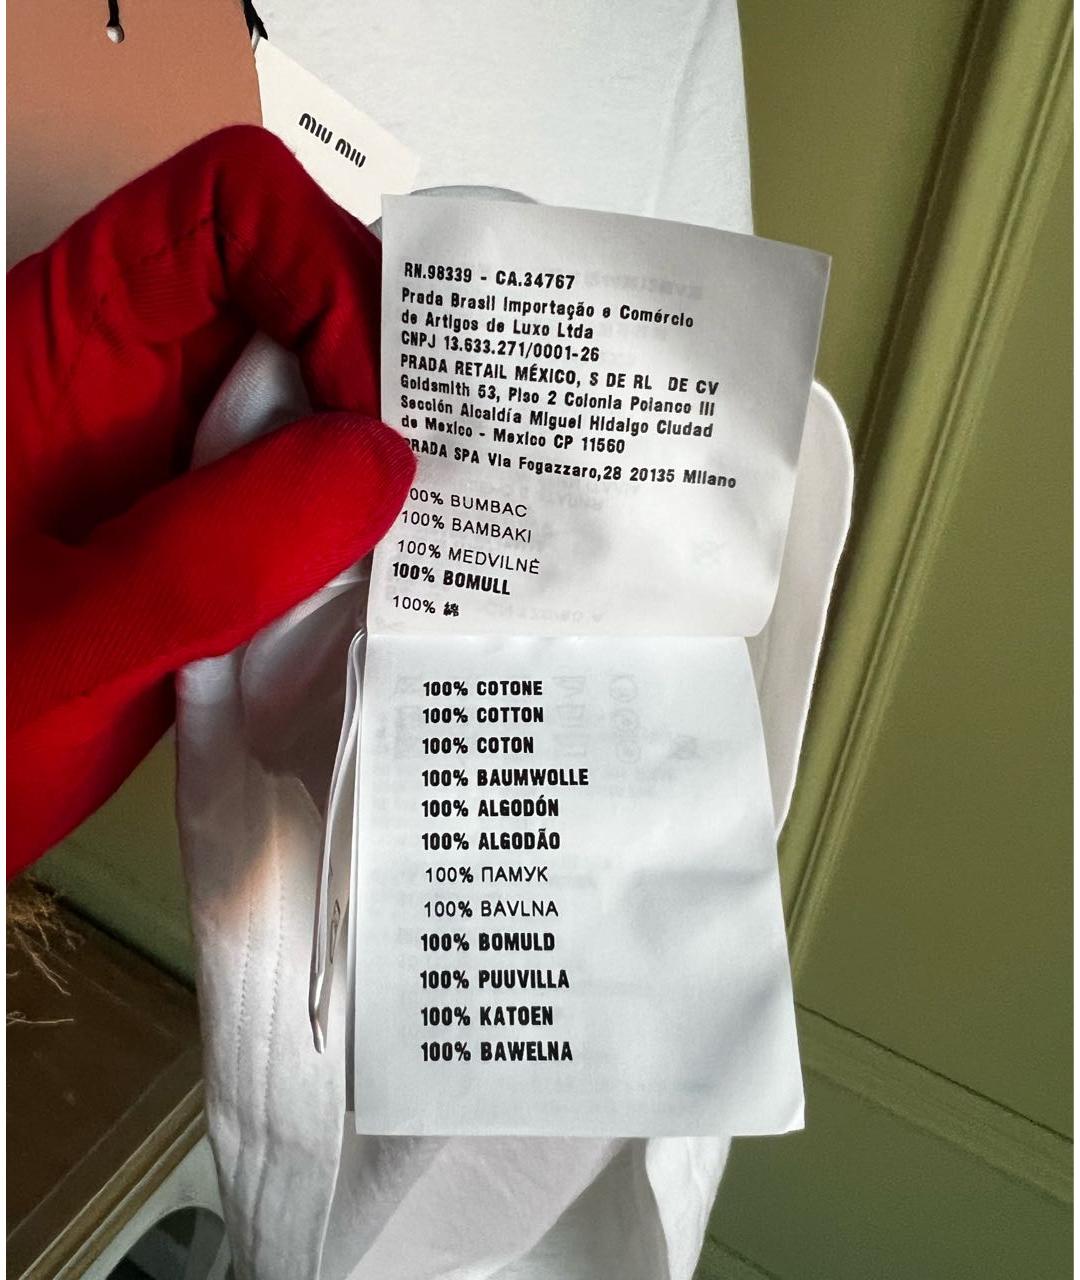 MIU MIU
RN.98339 - CA.34767
Prada Brasil Importação e Comércio
de Artigos de Luxo Ltda
CNPJ 13.633.271/0001-26
PRADA RETAIL MÉXICO, S DE RL DE CV
Goldsmith 53, Piso 2 Colonia Polanco III
Sección Alcaldía Miguel Hidalgo Ciudad
de Mexico - Mexico CP 11560
PRADA SPA Via Fogazzaro,28 20135 Milano
00% BUMBAC
100% BAMBAKI
100% MEDVILNĖ
100% BOMULL
100% 綿
100% COTONE
100% COTTON
100% COTON
100% BAUMWOLLE
100% ALGODÓN
100% ALGODÃO
100% ПАМУК
100% BAVLNA
100% BOMULD
100% PUUVILLA
100% KATOEN
100% BAWELNA